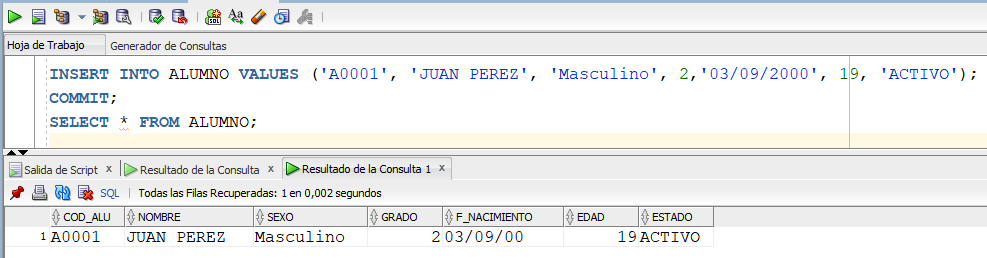 Hoja de Trabajo Generador de Consultas
INSERT INTO ALUMNO VALUES ('A0001', 'JUAN PEREZ', 'Masculino', 2,'03/09/2000', 19, 'ACTIVO');
COMMIT;
SELECT * FROM ALUMNO;
Salida de Script x Resultado de la Consulta x Resultado de la Consulta 1 x
SQL | Todas las Filas Recuperadas: 1 en 0,002 segundos
COD_ALU NOMBRE SEXO GRADO F_NACIMIENTO EDAD ESTADO
1 A0001 JUAN PEREZ Masculino 2 03/09/00 19 ACTIVO